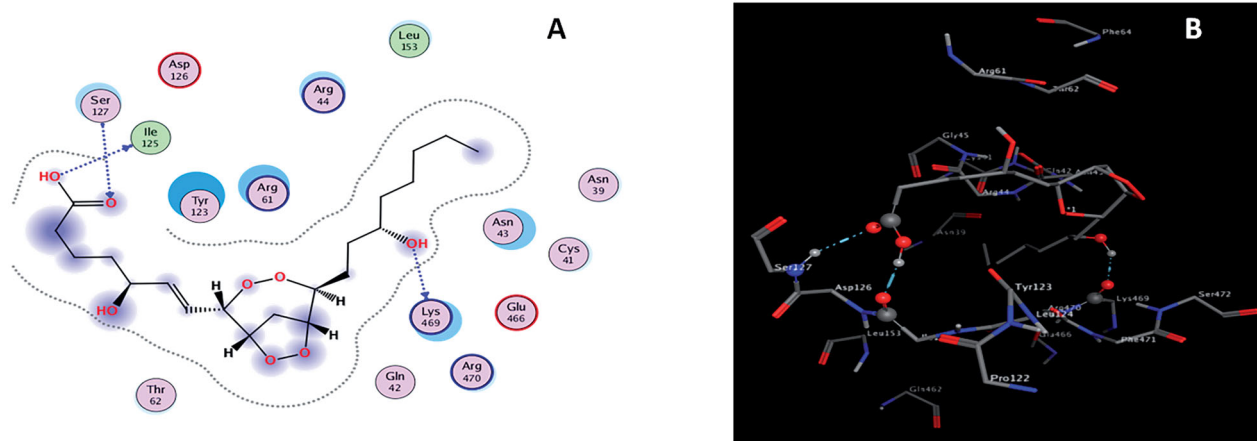 A
Leu
153
Asp
126
Arg
44
Ser
127
Ile
125
HO
O
Tyr
123
Arg
61
Asn
39
Asn
43
Cys
41
OH
O
O
H
H
HO
Lys
469
Glu
466
H
H
O
O
Arg
470
Gln
42
Thr
62
B
Phe64
Arg61
Gly45
Arg44
Asn39
Ser127
Asp126
Tyr123
Lys469
Ser472
Leu124
Leu153
Glu466
Phe471
Pro122